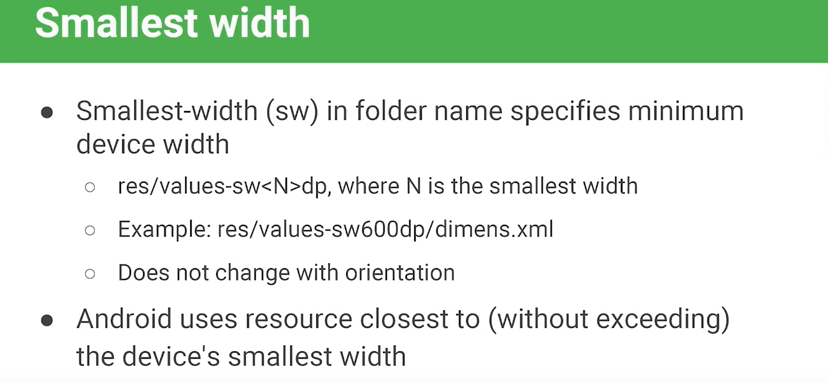 Smallest width
● Smallest-width (sw) in folder name specifies minimum
device width
○ res/values-sw<N>dp, where N is the smallest width
○ Example: res/values-sw600dp/dimens.xml
○ Does not change with orientation
● Android uses resource closest to (without exceeding)
the device's smallest width